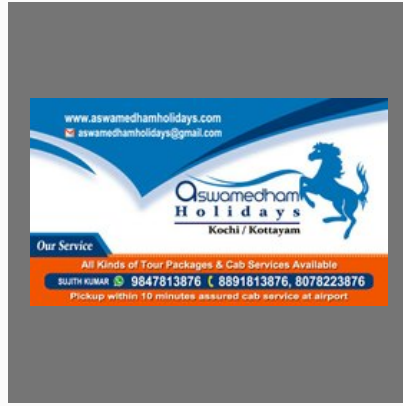 www.aswamedhamholidays.com
aswamedhamholidays@gmail.com
aswamedham
Holidays
Kochi / Kottayam
Our Service
All Kinds of Tour Packages & Cab Services Available
SUJITH KUMAR 9847813876 8891813876, 8078223876
Pickup within 10 minutes assured cab service at airport